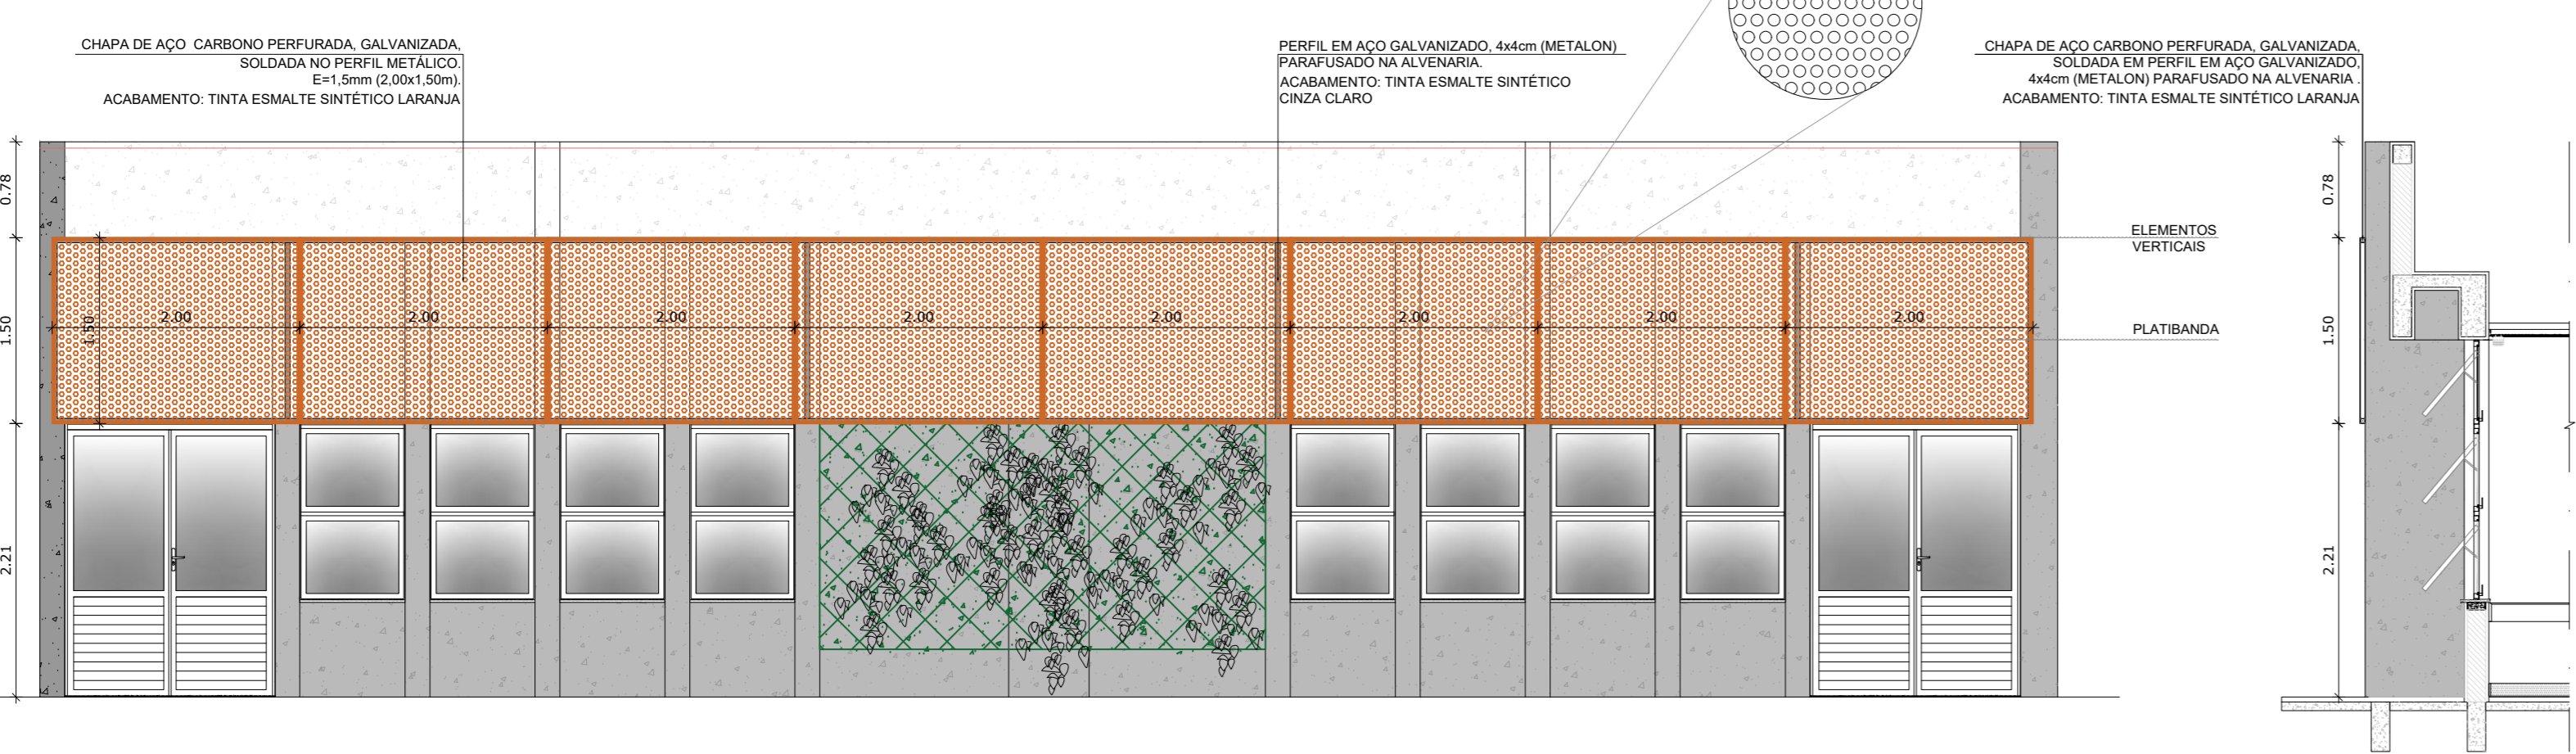 CHAPA DE AÇO  CARBONO PERFURADA, GALVANIZADA,
SOLDADA NO PERFIL METÁLICO.
E=1,5mm (2,00x1,50m).
ACABAMENTO: TINTA ESMALTE SINTÉTICO LARANJA
PERFIL EM AÇO GALVANIZADO, 4x4cm (METALON)
PARAFUSADO NA ALVENARIA.
ACABAMENTO: TINTA ESMALTE SINTÉTICO
CINZA CLARO
CHAPA DE AÇO CARBONO PERFURADA, GALVANIZADA,
SOLDADA EM PERFIL EM AÇO GALVANIZADO,
4x4cm (METALON) PARAFUSADO NA ALVENARIA .
ACABAMENTO: TINTA ESMALTE SINTÉTICO LARANJA
0.78
1.50
2.21
1.50
2.00
2.00
2.00
2.00
2.00
2.00
2.00
2.00
ELEMENTOS
VERTICAIS
PLATIBANDA
0.78
1.50
2.21